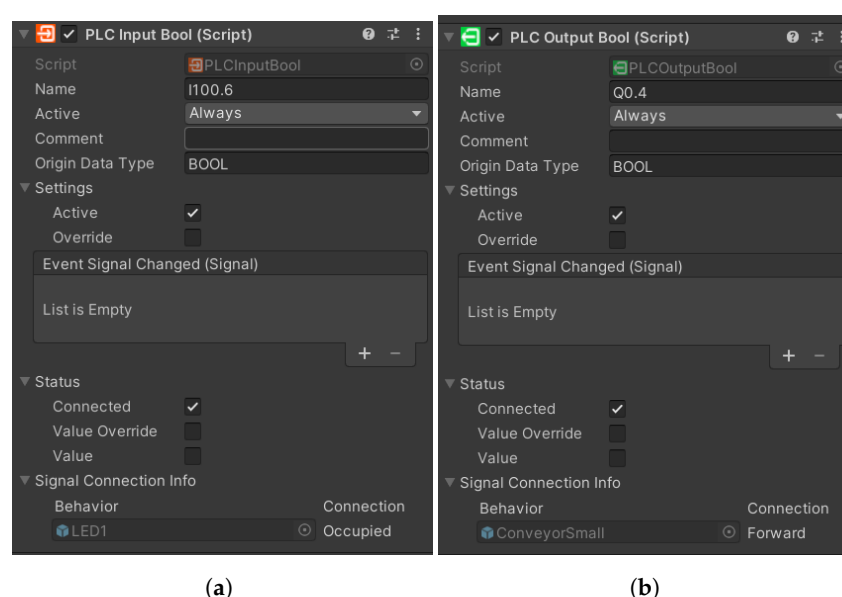 PLC Input Bool (Script)
Script PLCInputBool
Name I100.6
Active Always
Comment
Origin Data Type BOOL
Settings
Active
Override
Event Signal Changed (Signal)
List is Empty
+ −
Status
Connected
Value Override
Value
Signal Connection Info
Behavior Connection
LED1 Occupied
(a)
PLC Output Bool (Script)
Script PLCOutputBool
Name Q0.4
Active Always
Comment
Origin Data Type BOOL
Settings
Active
Override
Event Signal Changed (Signal)
List is Empty
+ −
Status
Connected
Value Override
Value
Signal Connection Info
Behavior Connection
ConveyorSmall Forward
(b)